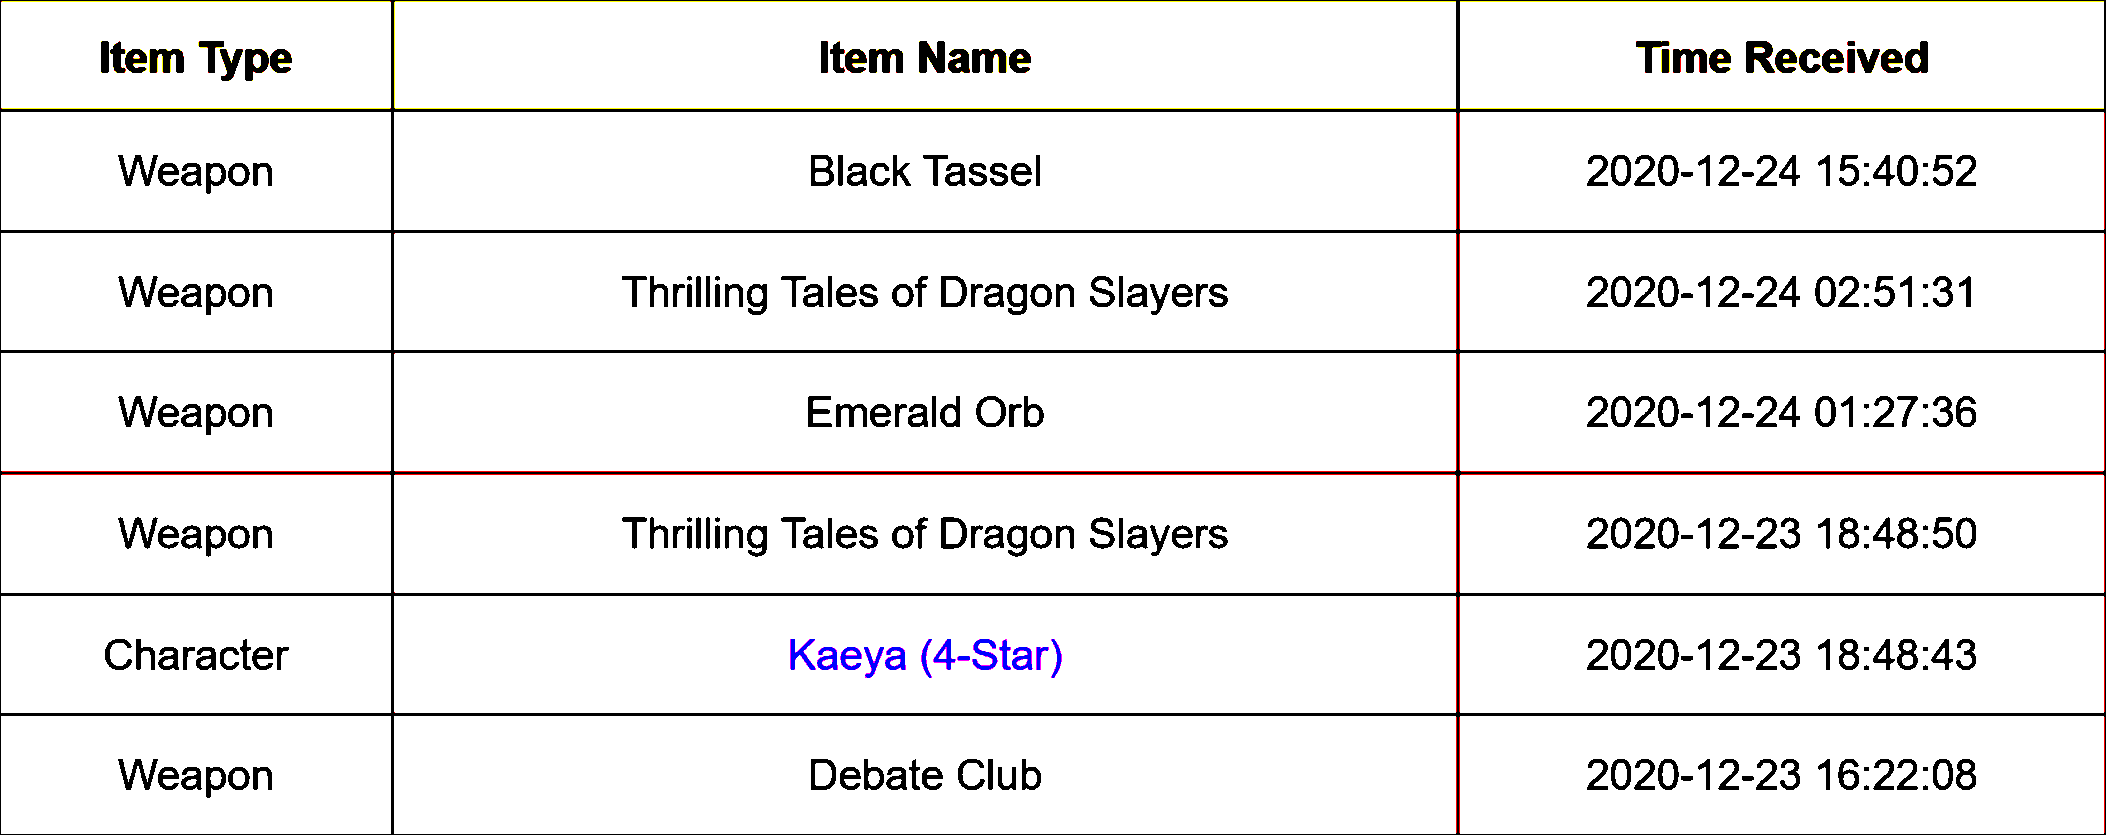 Item Type Item Name Time Received
Weapon Black Tassel 2020-12-24 15:40:52
Weapon Thrilling Tales of Dragon Slayers 2020-12-24 02:51:31
Weapon Emerald Orb 2020-12-24 01:27:36
Weapon Thrilling Tales of Dragon Slayers 2020-12-23 18:48:50
Character Kaeya (4-Star) 2020-12-23 18:48:43
Weapon Debate Club 2020-12-23 16:22:08